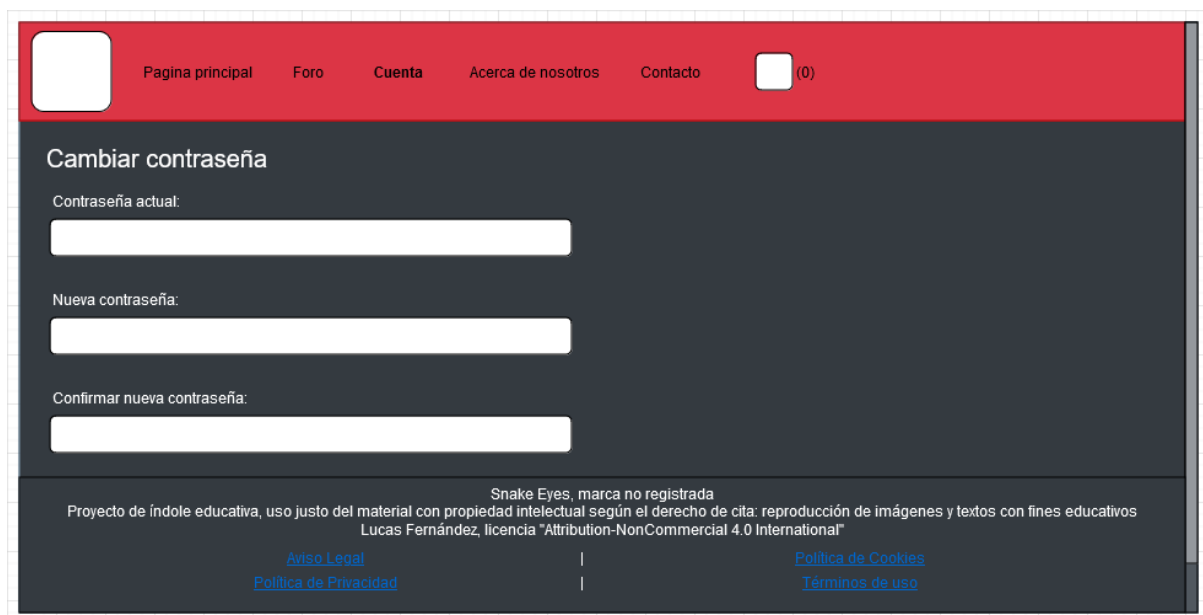 Pagina principal Foro Cuenta Acerca de nosotros Contacto (0)
Cambiar contraseña
Contraseña actual:
Nueva contraseña:
Confirmar nueva contraseña:
Snake Eyes, marca no registrada
Proyecto de índole educativa, uso justo del material con propiedad intelectual según el derecho de cita: reproducción de imágenes y textos con fines educativos
Lucas Fernández, licencia "Attribution-NonCommercial 4.0 International"
Aviso Legal | Política de Cookies
Política de Privacidad | Términos de uso